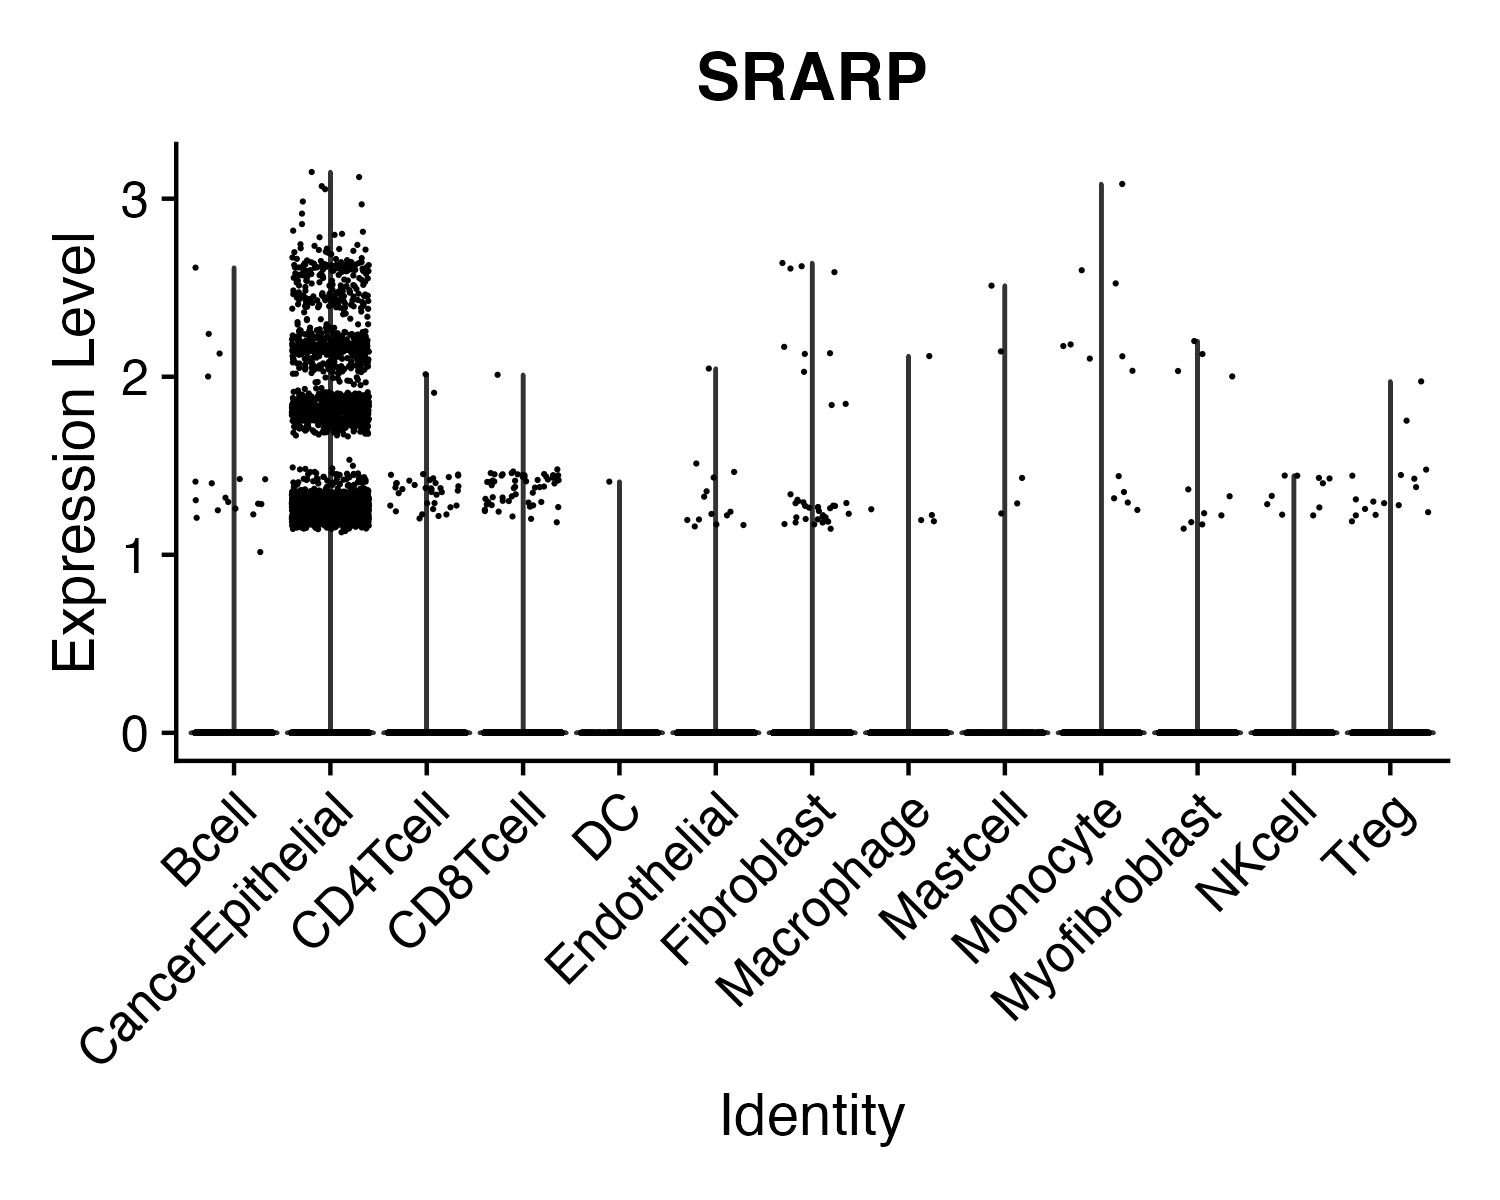 SRARP
Expression Level
3
2
1
0
Bcell
CancerEpithelial
CD4Tcell
CD8Tcell
DC
Endothelial
Fibroblast
Macrophage
Mastcell
Monocyte
Myofibroblast
NKcell
Treg
Identity